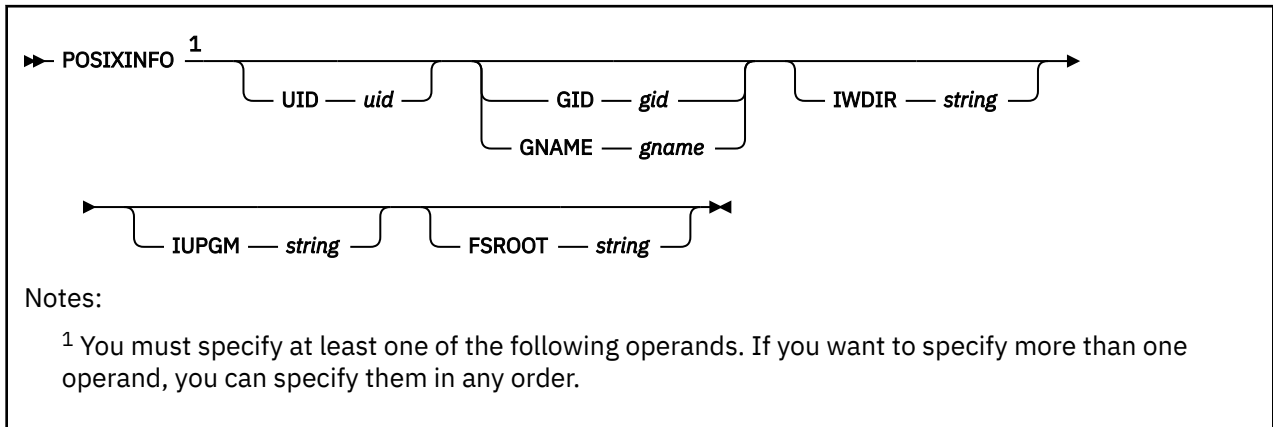 POSIXINFO 1
UID uid GID gid IWDIR string
GNAME gname
IUPGM string FSROOT string
Notes:
1 You must specify at least one of the following operands. If you want to specify more than one
operand, you can specify them in any order.